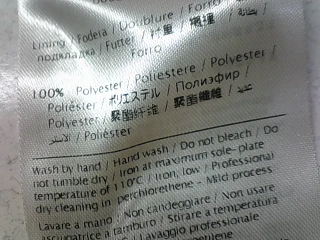 Lining / Fodera / Doublure / Forro
подкладка / Futter / 衬里 / 裡 /
Forro
100% Polyester / Poliestere / Polyester /
Poliéster / ポリエステル / Полиэфир /
Polyester / 聚酯纤维 / 聚酯纖維 /
/ Poliéster
Wash by hand / Hand wash / Do not bleach / Do
not tumble dry / Iron at maximum sole-plate
temperature of 110°C / Iron, low / Professional
dry cleaning in perchlorethene - Mild process
Lavare a mano / Non candeggiare / Non usare
asciugatrice a tamburo / Stirare a temperatura
/ Lavaggio professionale